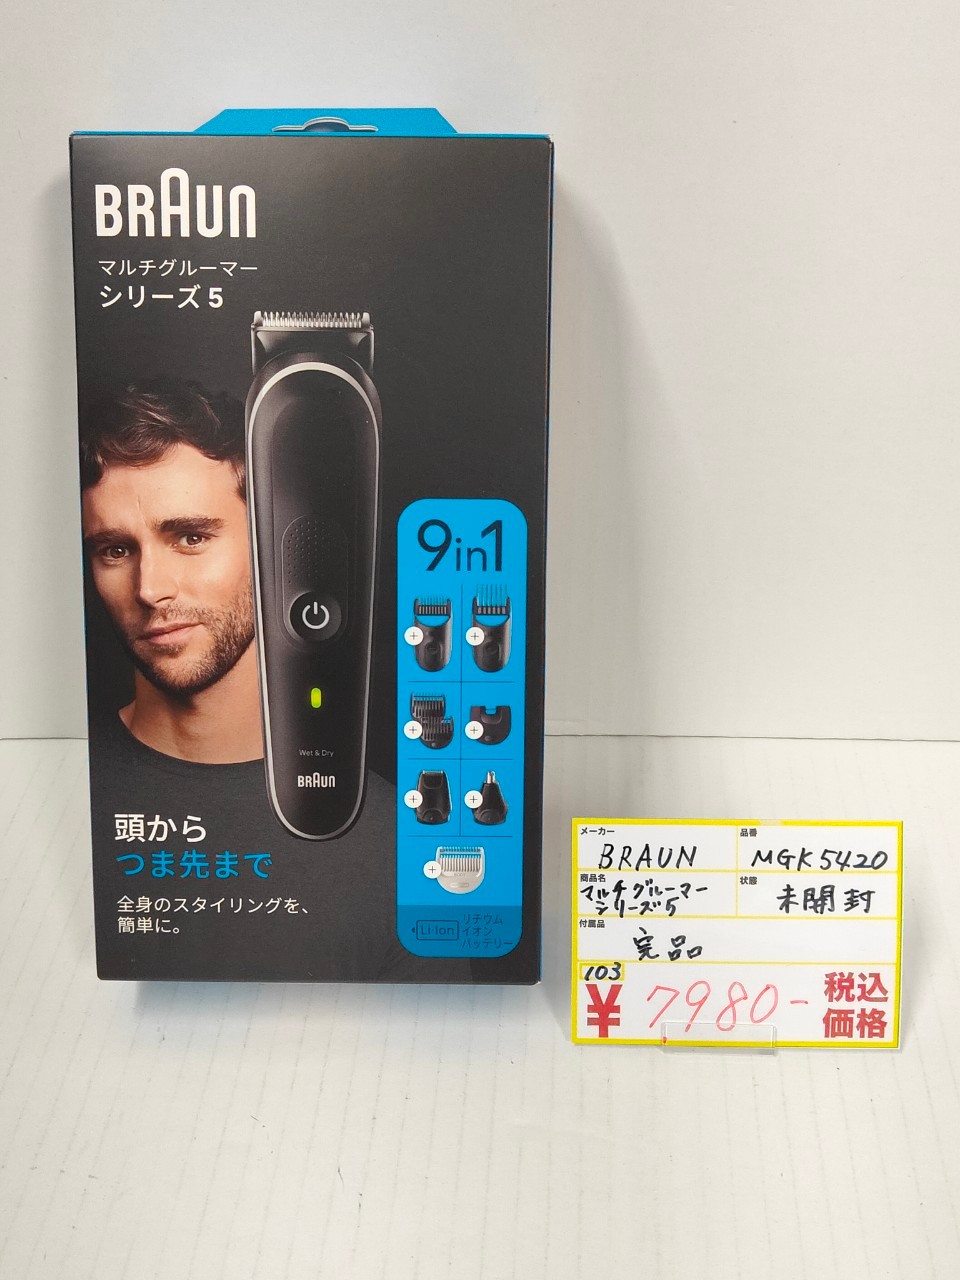 BRAUN
マルチグルーマー
シリーズ 5
9in1
Wet & Dry
BRAUN
頭から
つま先まで
全身のスタイリングを、
簡単に。
Li-Ion
リチウム
イオン
バッテリー
メーカー
BRAUN
品番
MGK5420
商品名
マルチグルーマー
シリーズ5
状態
未開封
付属品
完品
103
¥ 7980-
税込
価格